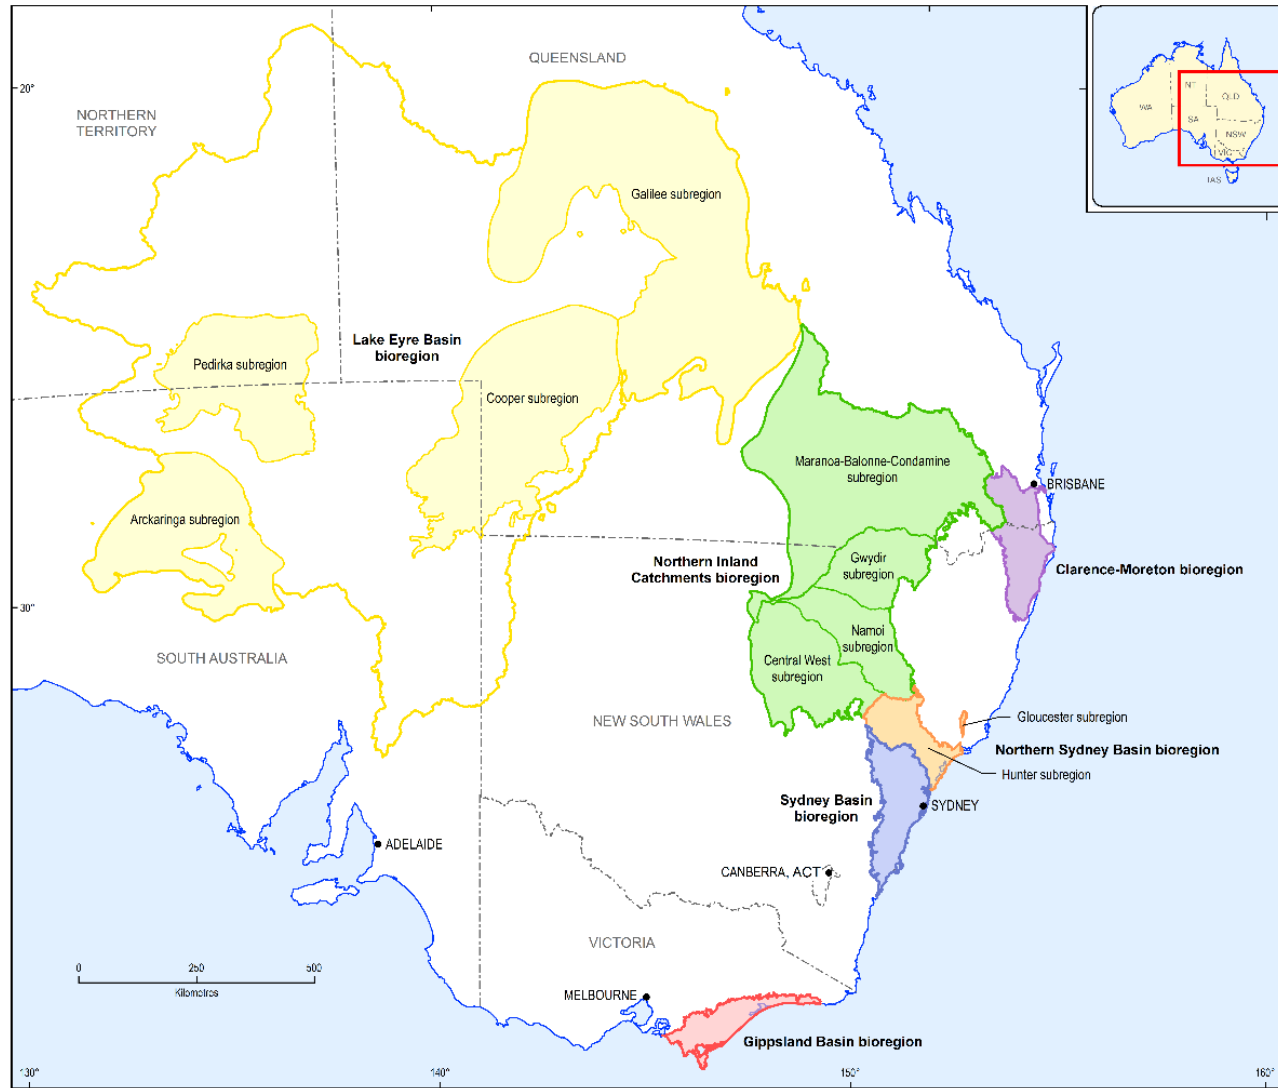 QUEENSLAND
20°
NORTHERN
TERRITORY
NT
QLD
WA
SA
NSW
VIC
TAS
Galilee subregion
Lake Eyre Basin
bioregion
Pedirka subregion
Cooper subregion
Maranoa-Balonne-Condamine
subregion
BRISBANE
Arckaringa subregion
Northern Inland
Catchments bioregion
Gwydir
subregion
Clarence-Moreton bioregion
30°
Namoi
subregion
SOUTH AUSTRALIA
Central West
subregion
NEW SOUTH WALES
Gloucester subregion
Northern Sydney Basin bioregion
Hunter subregion
Sydney Basin
bioregion
SYDNEY
ADELAIDE
CANBERRA, ACT
VICTORIA
0 250 500
Kilometres
MELBOURNE
Gippsland Basin bioregion
130° 140° 150° 160°